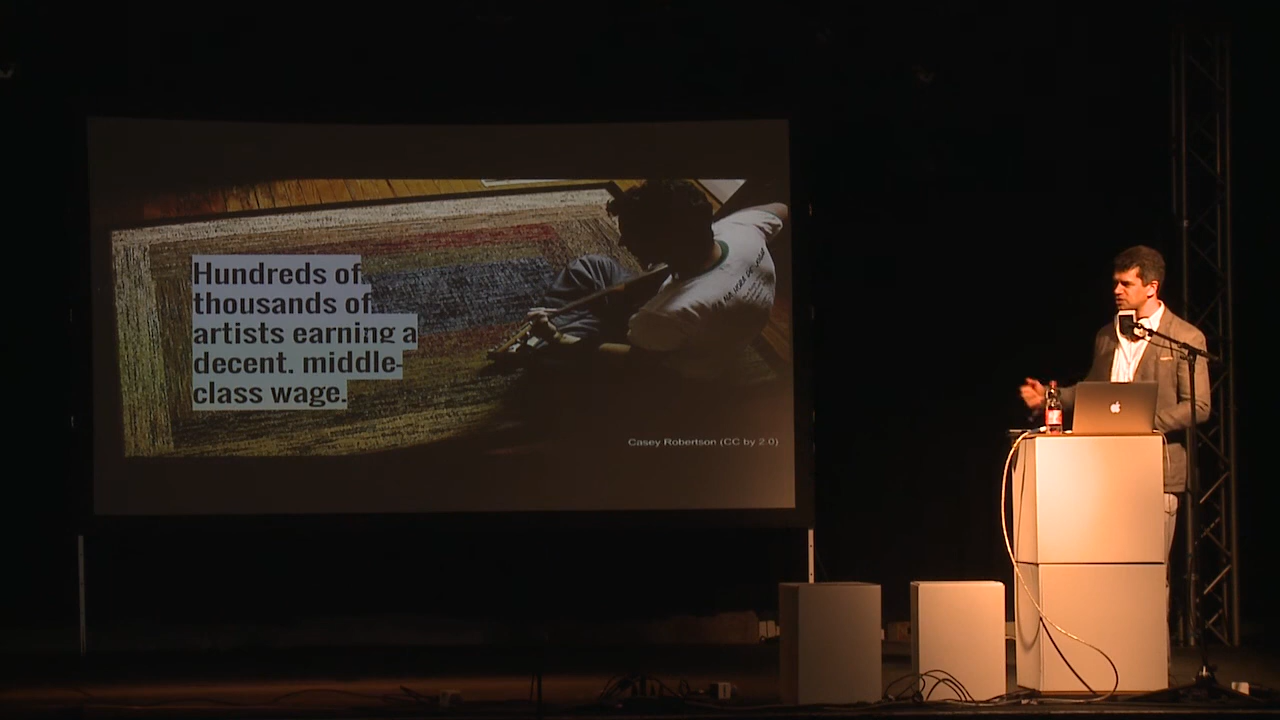 Hundreds of
thousands of
artists earning a
decent, middle-
class wage.
Casey Robertson (CC by 2.0)